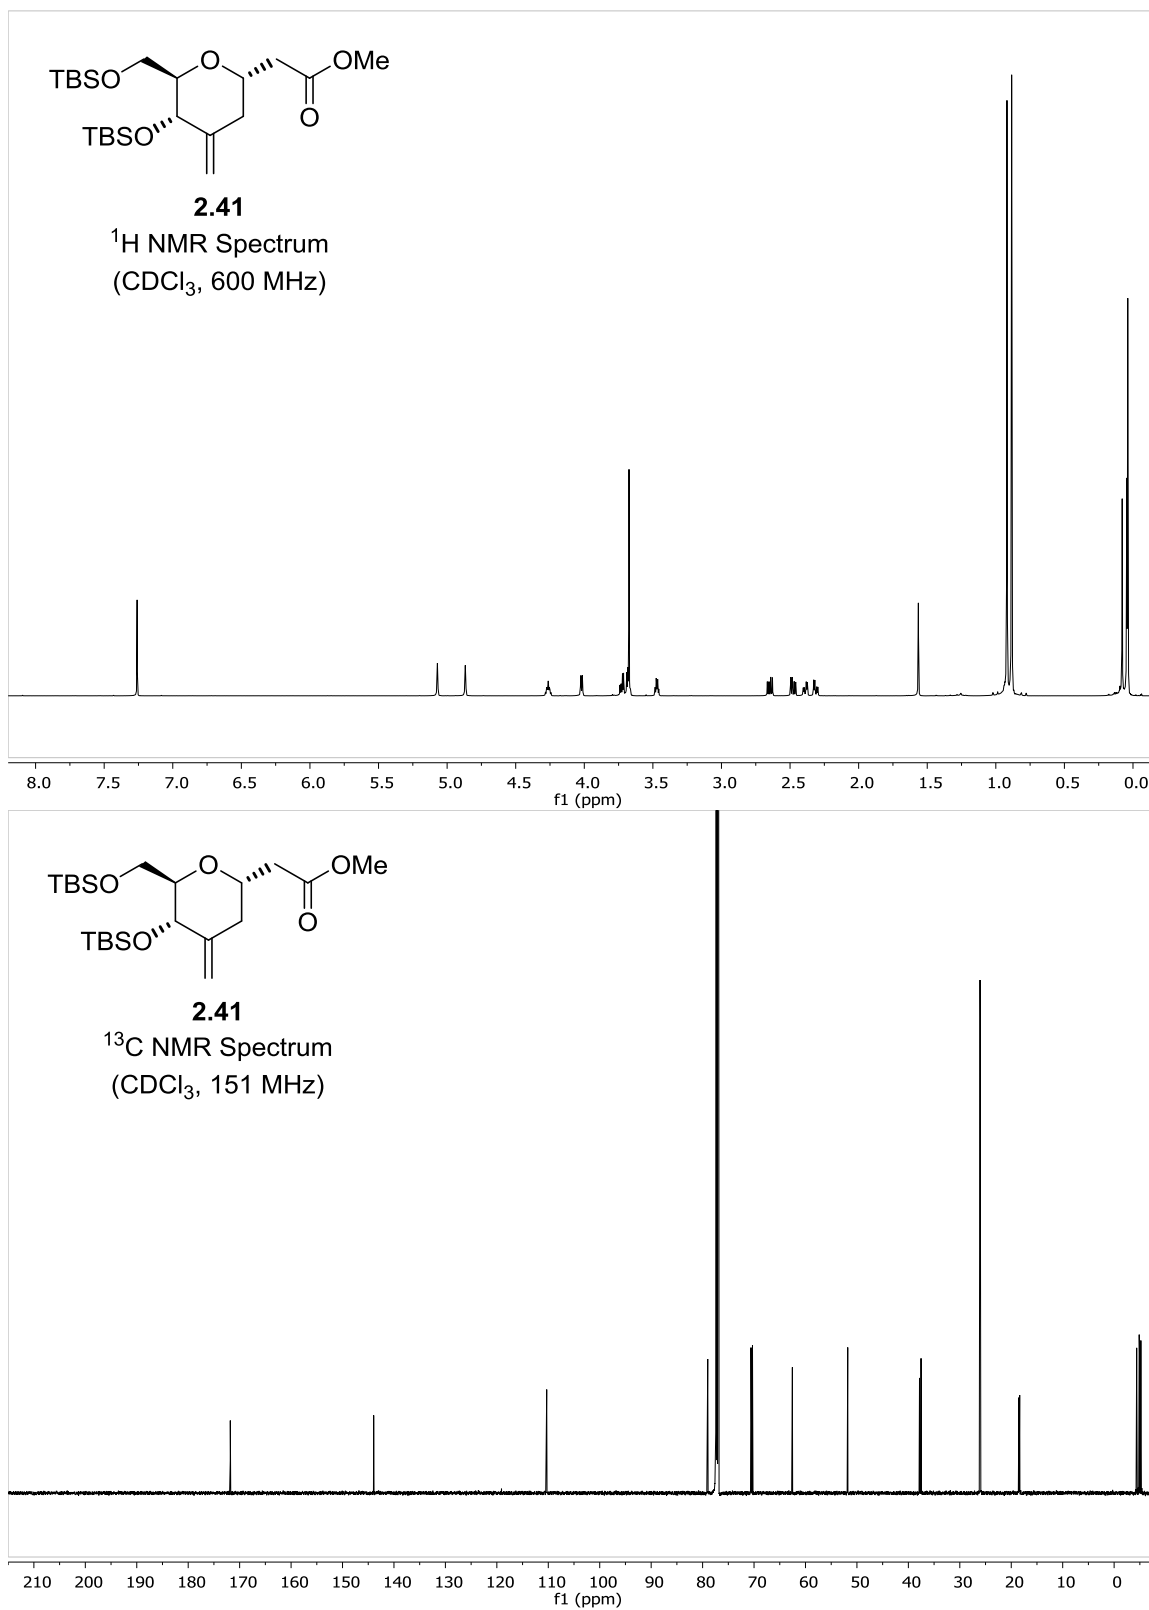 O
OMe
TBSO
O
TBSO
2.41
1H NMR Spectrum
(CDCl3, 600 MHz)
8.0 7.5 7.0 6.5 6.0 5.5 5.0 4.5 4.0 3.5 3.0 2.5 2.0 1.5 1.0 0.5 0.0
f1 (ppm)
O
OMe
TBSO
O
TBSO
2.41
13C NMR Spectrum
(CDCl3, 151 MHz)
210 200 190 180 170 160 150 140 130 120 110 100 90 80 70 60 50 40 30 20 10 0
f1 (ppm)